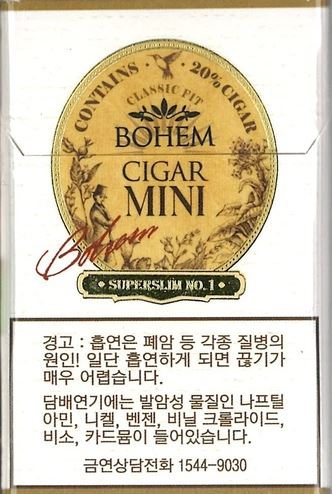 CONTAINS · 20% CIGAR
CLASSIC FIT
BOHEM
CIGAR
MINI
Bohem
• SUPERSLIM NO.1 •
경고 : 흡연은 폐암 등 각종 질병의
원인!! 일단 흡연하게 되면 끊기가
매우 어렵습니다.
담배연기에는 발암성 물질인 나프틸
아민, 니켈, 벤젠, 비닐 크롤라이드,
비소, 카드뮴이 들어있습니다.
금연상담전화 1544-9030